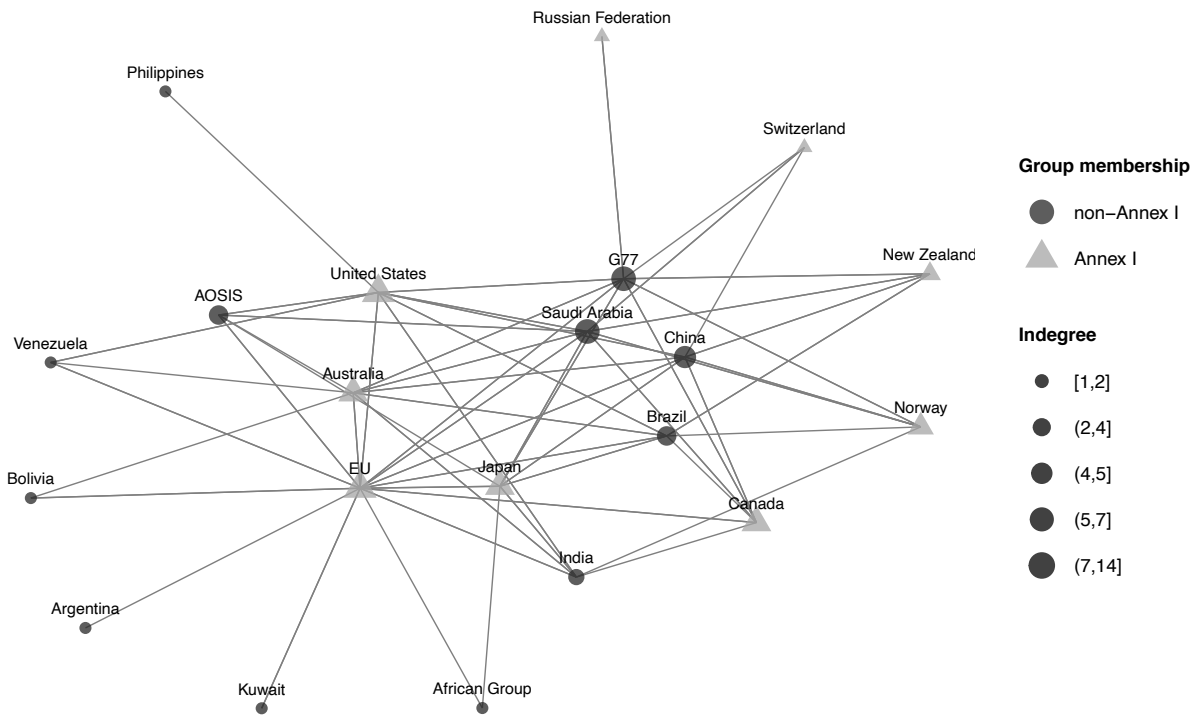 Russian Federation
Philippines
Switzerland
Group membership
non−Annex I
Annex I
New Zealand
G77
United States
AOSIS
Saudi Arabia
Indegree
China
Venezuela
Australia
[1,2]
Norway
Brazil
(2,4]
EU
Japan
Bolivia
(4,5]
Canada
(5,7]
India
(7,14]
Argentina
Kuwait
African Group